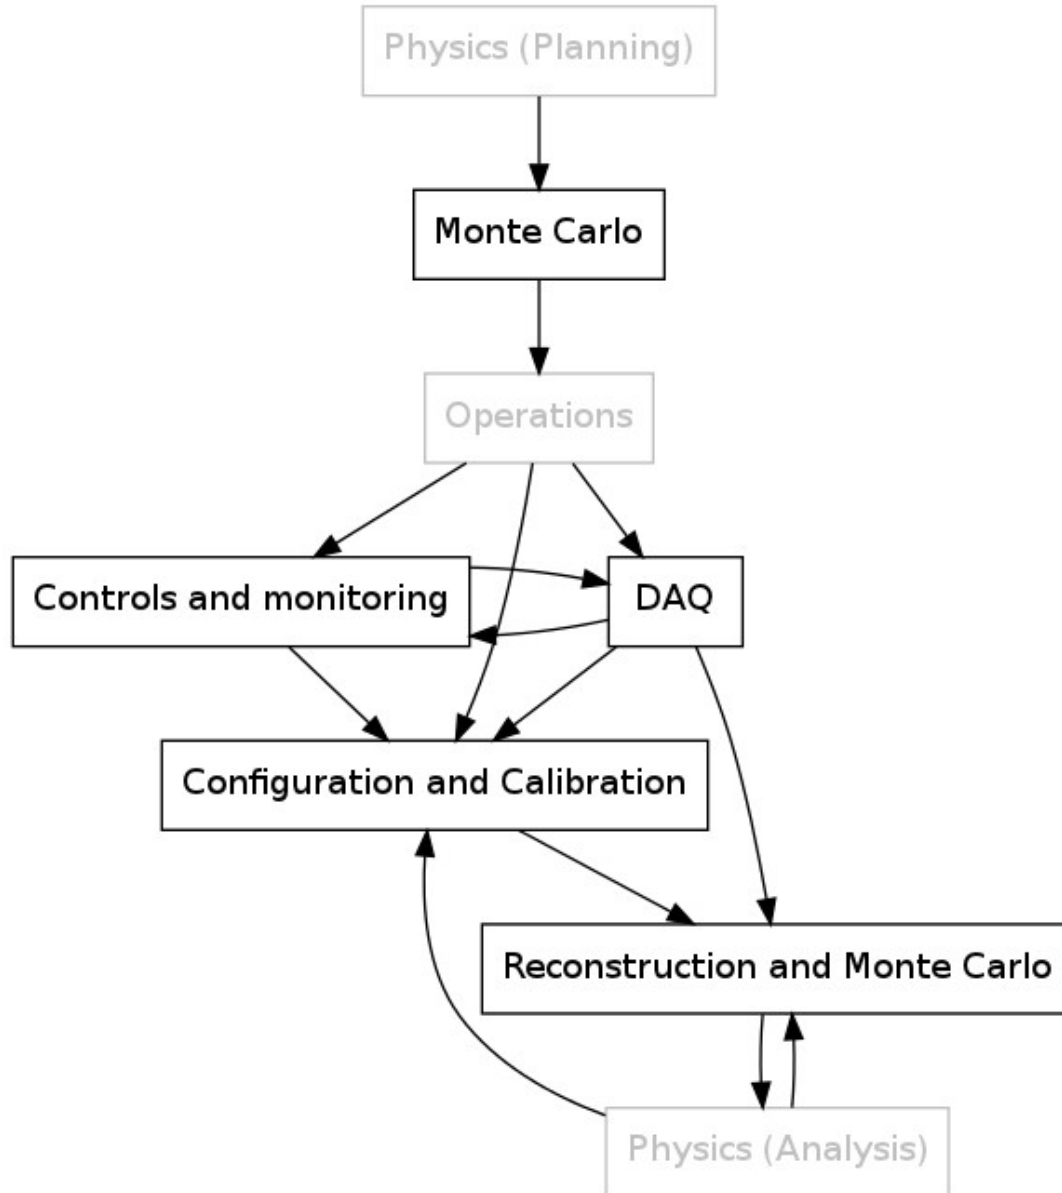 Physics (Planning)
Monte Carlo
Operations
Controls and monitoring
DAQ
Configuration and Calibration
Reconstruction and Monte Carlo
Physics (Analysis)